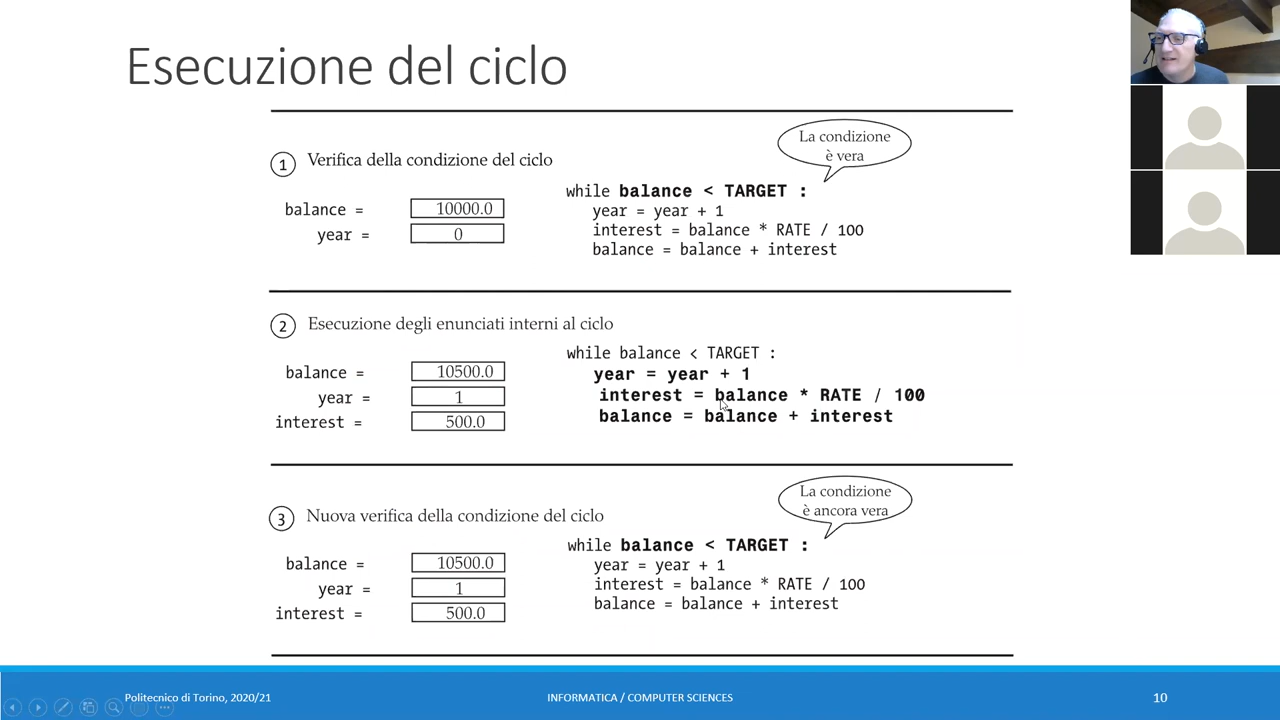 Esecuzione del ciclo
La condizione
è vera
1 Verifica della condizione del ciclo
balance = 10000.0
year = 0
while balance < TARGET :
year = year + 1
interest = balance * RATE / 100
balance = balance + interest
2 Esecuzione degli enunciati interni al ciclo
balance = 10500.0
year = 1
interest = 500.0
while balance < TARGET :
year = year + 1
interest = balance * RATE / 100
balance = balance + interest
La condizione
è ancora vera
3 Nuova verifica della condizione del ciclo
balance = 10500.0
year = 1
interest = 500.0
while balance < TARGET :
year = year + 1
interest = balance * RATE / 100
balance = balance + interest
Politecnico di Torino, 2020/21 INFORMATICA / COMPUTER SCIENCES 10